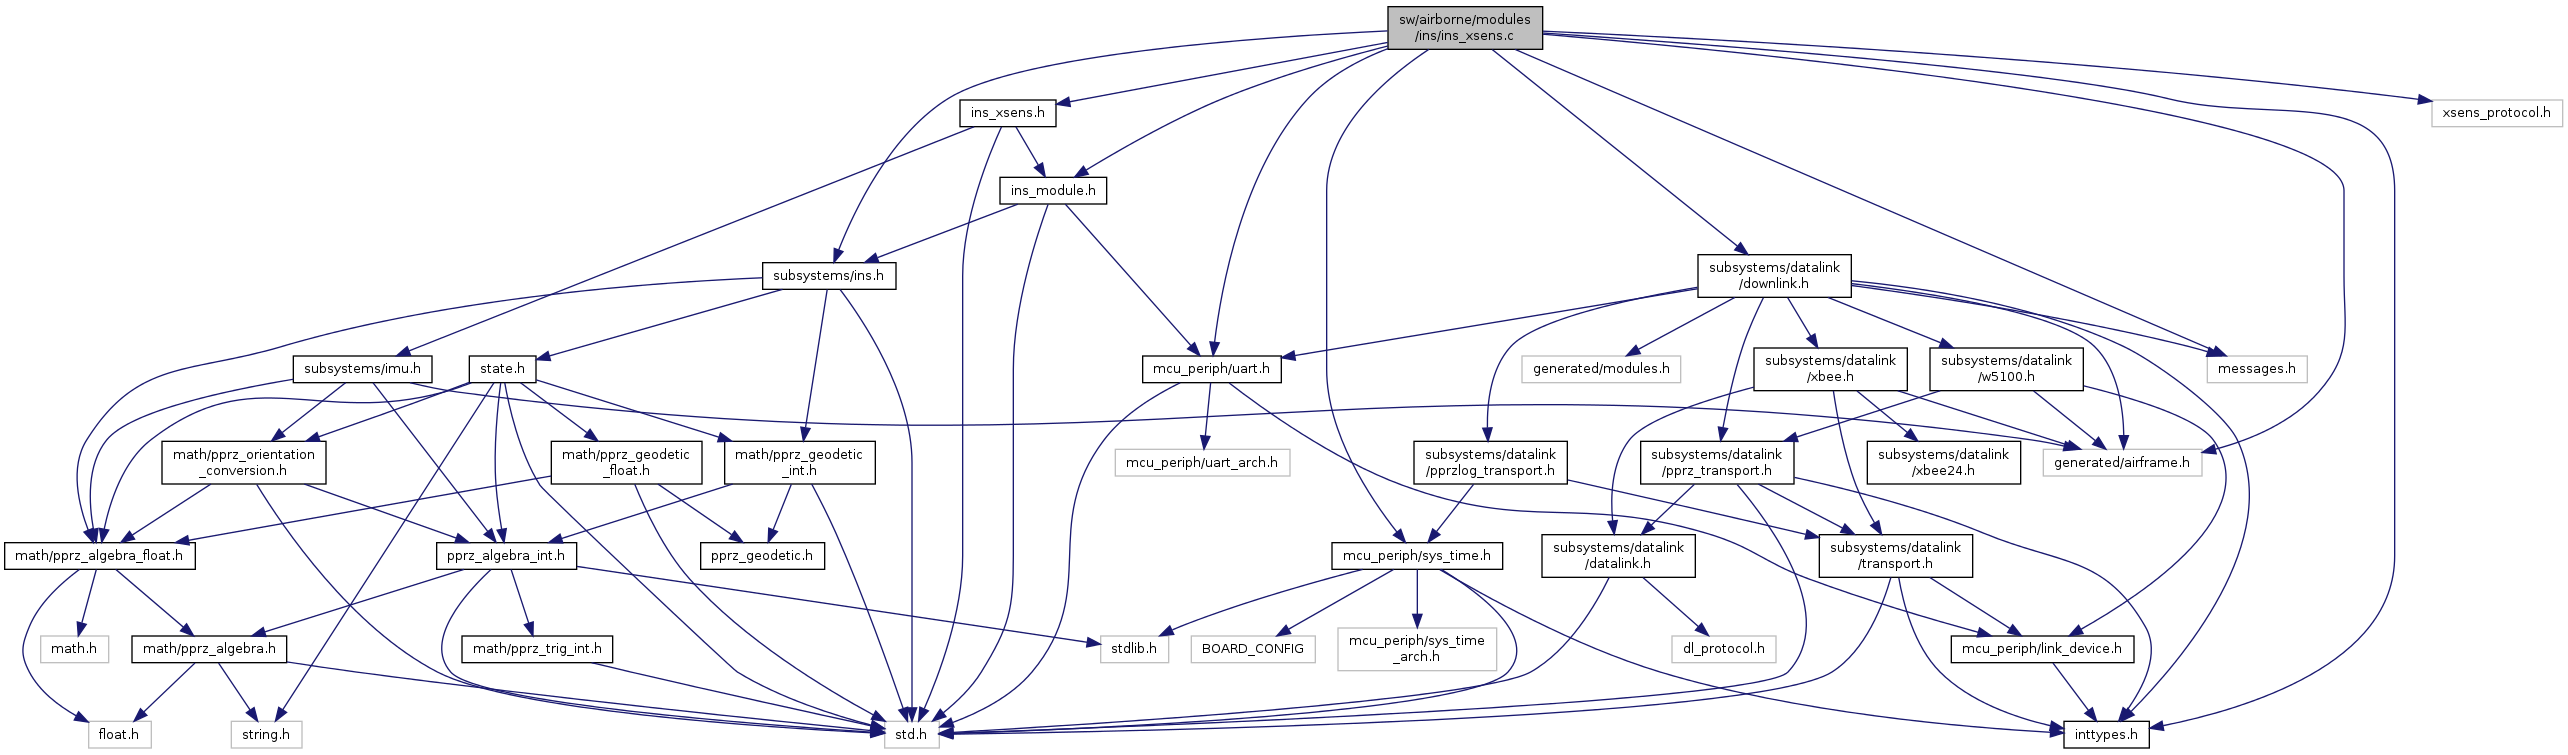 sw/airborne/modules
/ins/ins_xsens.c
ins_xsens.h
xsens_protocol.h
ins_module.h
subsystems/ins.h
subsystems/datalink
/downlink.h
subsystems/imu.h
state.h
mcu_periph/uart.h
generated/modules.h
subsystems/datalink
/xbee.h
subsystems/datalink
/w5100.h
messages.h
math/pprz_orientation
_conversion.h
math/pprz_geodetic
_float.h
math/pprz_geodetic
_int.h
mcu_periph/uart_arch.h
subsystems/datalink
/pprzlog_transport.h
subsystems/datalink
/pprz_transport.h
subsystems/datalink
/xbee24.h
generated/airframe.h
math/pprz_algebra_float.h
pprz_algebra_int.h
pprz_geodetic.h
mcu_periph/sys_time.h
subsystems/datalink
/datalink.h
subsystems/datalink
/transport.h
math.h
math/pprz_algebra.h
math/pprz_trig_int.h
stdlib.h
BOARD_CONFIG
mcu_periph/sys_time
_arch.h
dl_protocol.h
mcu_periph/link_device.h
float.h
string.h
std.h
inttypes.h